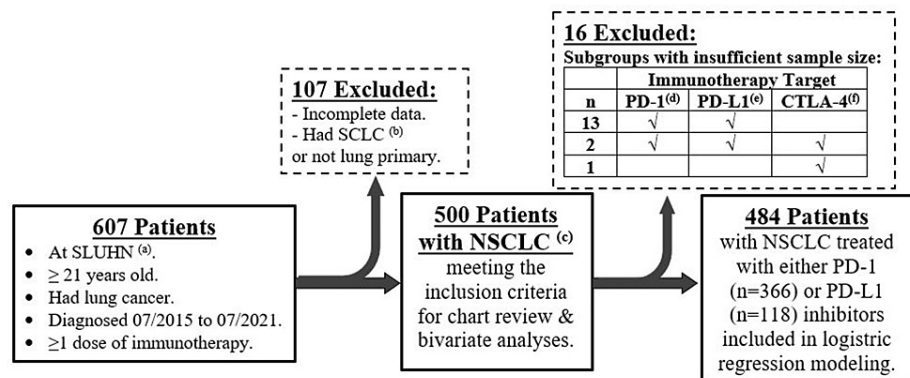 607 Patients
• At SLUHN (a).
• ≥ 21 years old.
• Had lung cancer.
• Diagnosed 07/2015 to 07/2021.
• ≥1 dose of immunotherapy.
107 Excluded:
- Incomplete data.
- Had SCLC (b)
or not lung primary.
500 Patients
with NSCLC (c)
meeting the
inclusion criteria
for chart review &
bivariate analyses.
16 Excluded:
Subgroups with insufficient sample size:
Immunotherapy Target
n PD-1(d) PD-L1(e) CTLA-4(f)
13 √ √
2 √ √ √
1 √
484 Patients
with NSCLC treated
with either PD-1
(n=366) or PD-L1
(n=118) inhibitors
included in logistric
regression modeling.